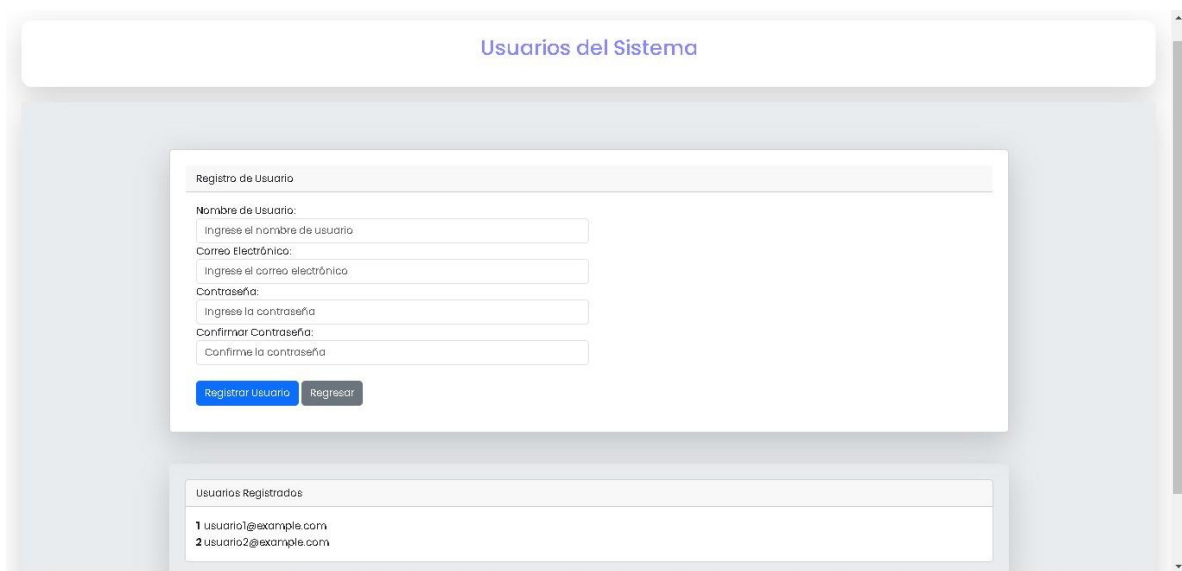 Usuarios del Sistema
Registro de Usuario
Nombre de Usuario:
Ingrese el nombre de usuario
Correo Electrónico:
Ingrese el correo electrónico
Contraseña:
Ingrese la contraseña
Confirmar Contraseña:
Confirme la contraseña
Registrar Usuario Regresar
Usuarios Registrados
1 usuario1@example.com
2 usuario2@example.com